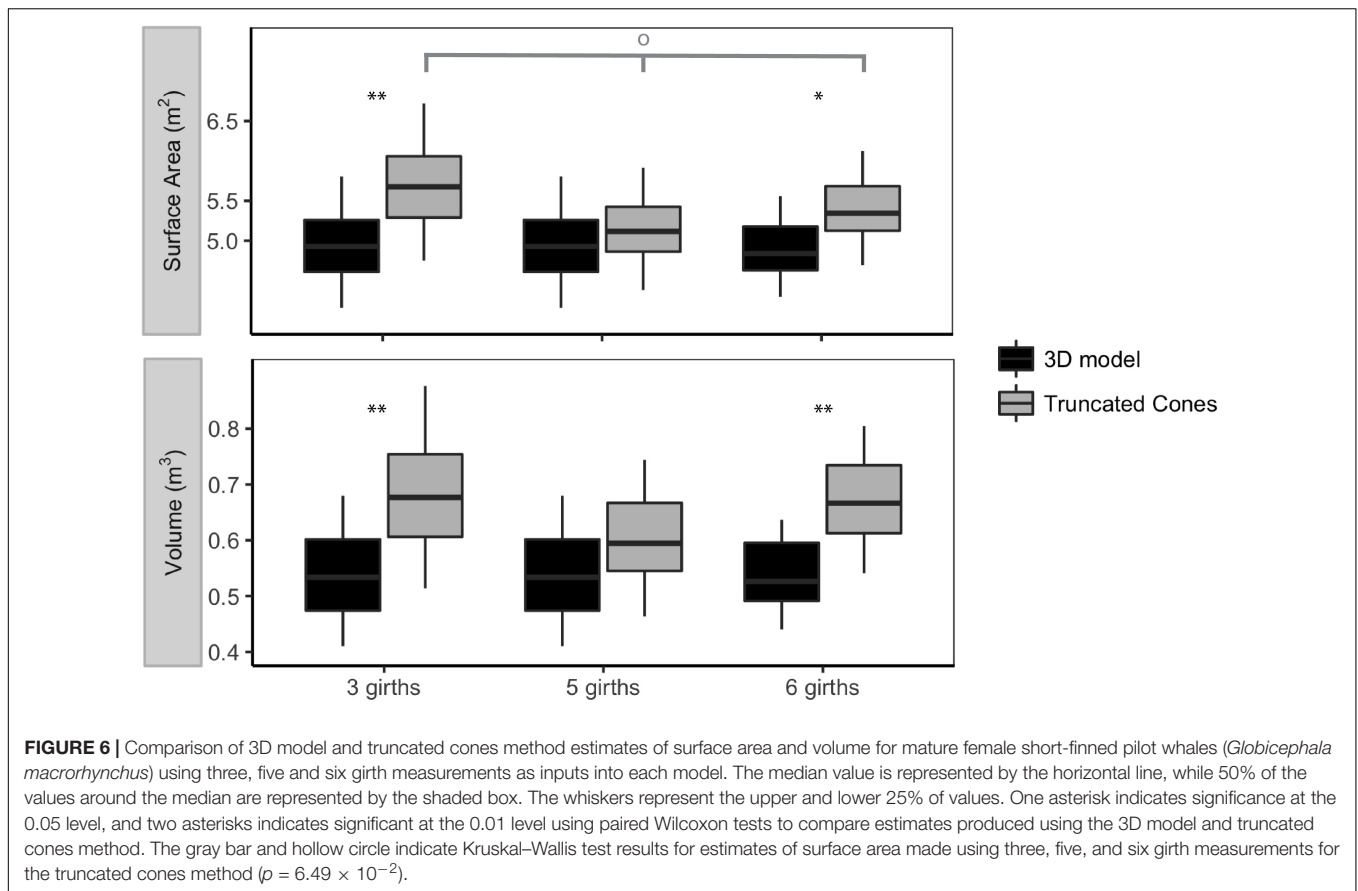 o
** *
Surface Area (m²)
6.5
5.5
5.0
** **
Volume (m³)
0.8
0.7
0.6
0.5
0.4
3 girths 5 girths 6 girths
3D model
Truncated Cones
FIGURE 6 | Comparison of 3D model and truncated cones method estimates of surface area and volume for mature female short-finned pilot whales (Globicephala
macrorhynchus) using three, five and six girth measurements as inputs into each model. The median value is represented by the horizontal line, while 50% of the
values around the median are represented by the shaded box. The whiskers represent the upper and lower 25% of values. One asterisk indicates significance at the
0.05 level, and two asterisks indicates significant at the 0.01 level using paired Wilcoxon tests to compare estimates produced using the 3D model and truncated
cones method. The gray bar and hollow circle indicate Kruskal–Wallis test results for estimates of surface area made using three, five, and six girth measurements for
the truncated cones method (p = 6.49 × 10⁻²).